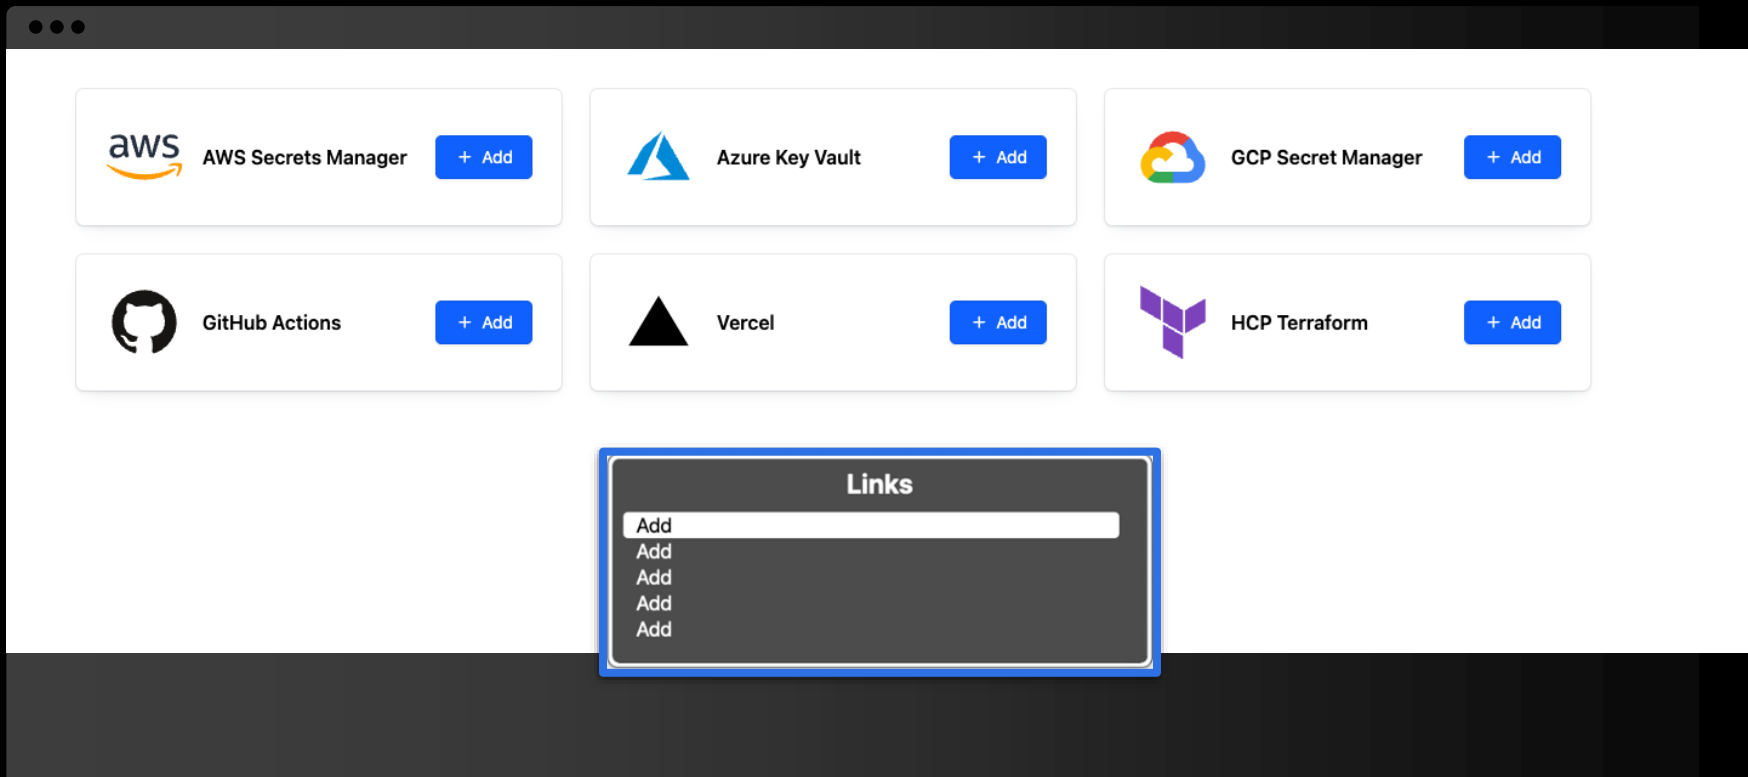 aws AWS Secrets Manager + Add
Azure Key Vault + Add
GCP Secret Manager + Add
GitHub Actions + Add
Vercel + Add
HCP Terraform + Add
Links
Add
Add
Add
Add
Add